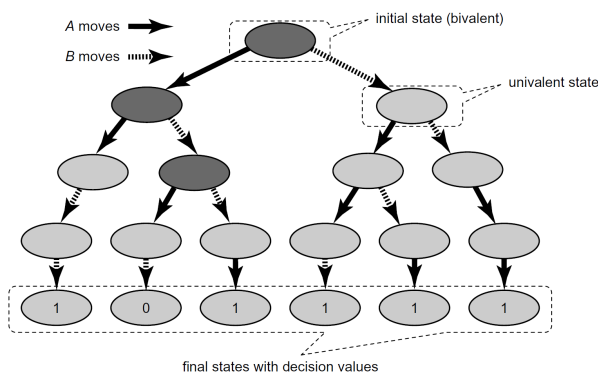 initial state (bivalent)
A moves
B moves
univalent state
1 0 1 1 1 1
final states with decision values